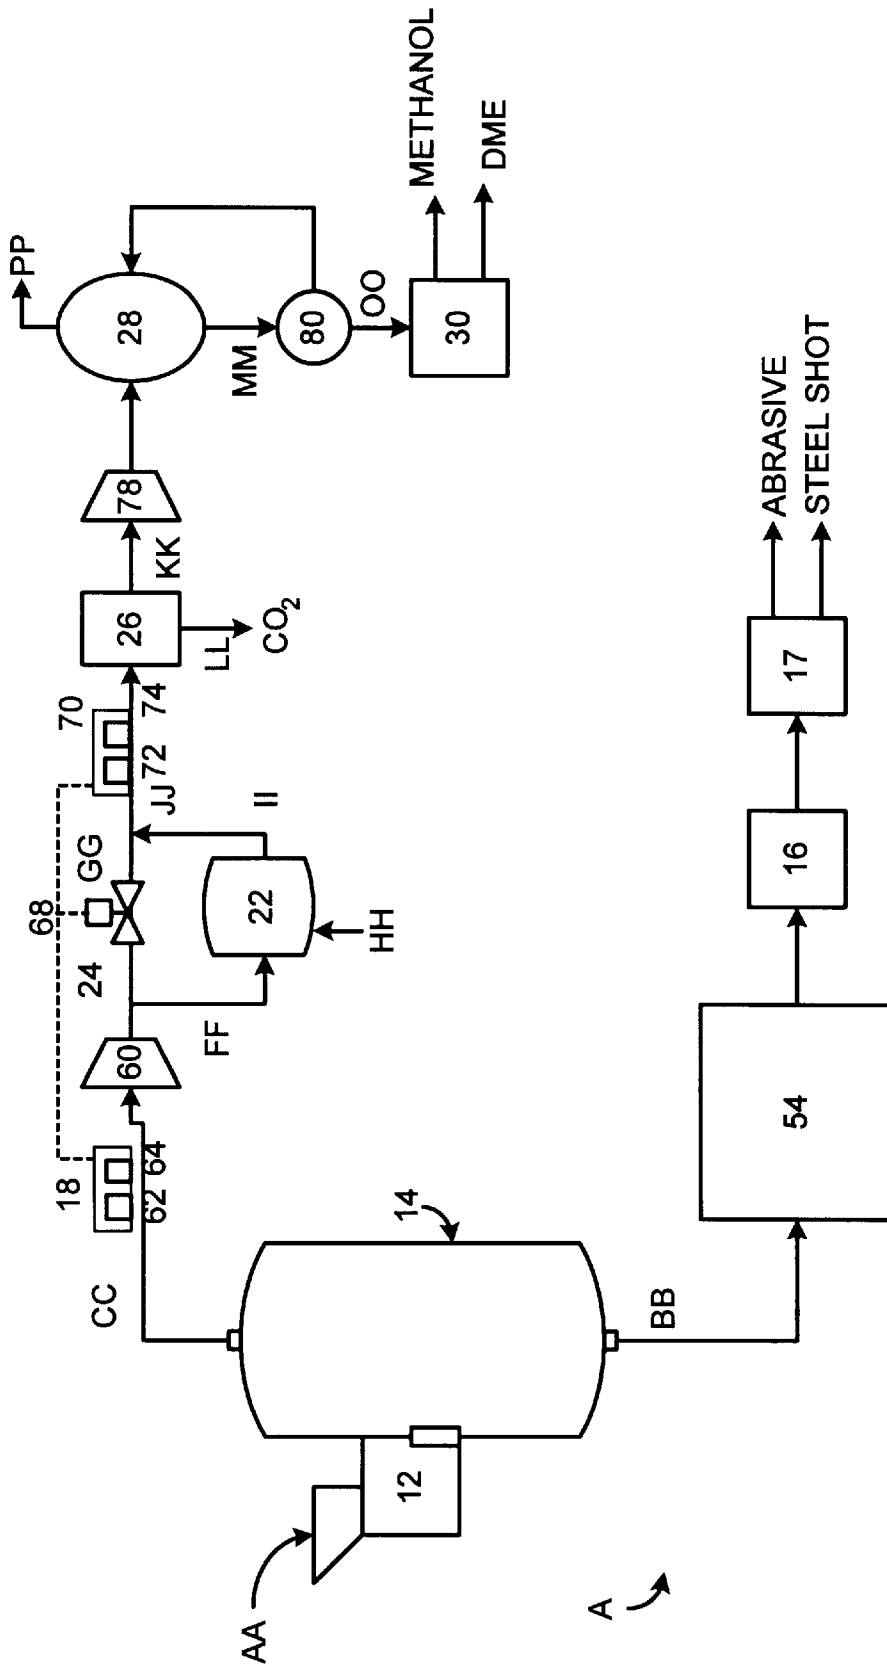 AA
12
14
A
BB
54
16
17
ABRASIVE
STEEL SHOT
CC
18
62
64
60
68
24
GG
FF
22
HH
II
JJ
70
72
74
26
LL
CO₂
KK
78
28
PP
MM
80
OO
30
METHANOL
DME